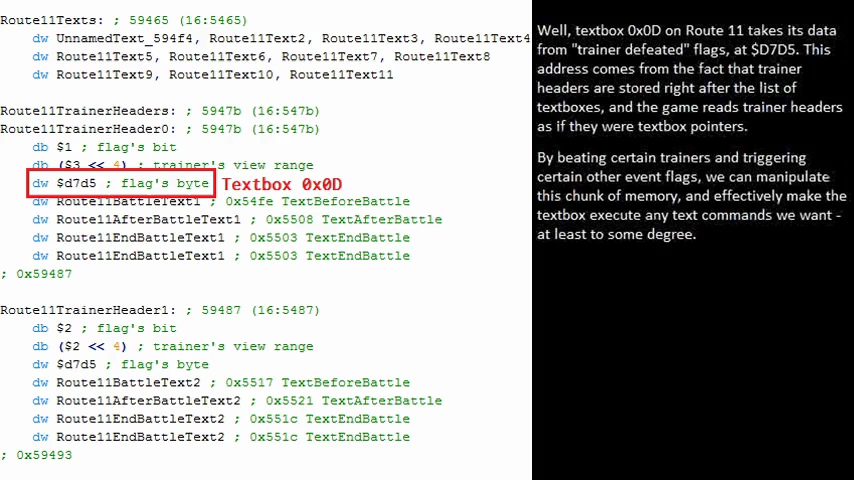 Route11Texts: ; 59465 (16:5465)
dw UnnamedText_594f4, Route11Text2, Route11Text3, Route11Text4
dw Route11Text5, Route11Text6, Route11Text7, Route11Text8
dw Route11Text9, Route11Text10, Route11Text11
Route11TrainerHeaders: ; 5947b (16:547b)
Route11TrainerHeader0: ; 5947b (16:547b)
db $1 ; flag's bit
db ($3 << 4) ; trainer's view range
dw $d7d5 ; flag's byte Textbox 0x0D
dw Route11BattleText1 ; 0x54fe TextBeforeBattle
dw Route11AfterBattleText1 ; 0x5508 TextAfterBattle
dw Route11EndBattleText1 ; 0x5503 TextEndBattle
dw Route11EndBattleText1 ; 0x5503 TextEndBattle
; 0x59487
Route11TrainerHeader1: ; 59487 (16:5487)
db $2 ; flag's bit
db ($2 << 4) ; trainer's view range
dw $d7d5 ; flag's byte
dw Route11BattleText2 ; 0x5517 TextBeforeBattle
dw Route11AfterBattleText2 ; 0x5521 TextAfterBattle
dw Route11EndBattleText2 ; 0x551c TextEndBattle
dw Route11EndBattleText2 ; 0x551c TextEndBattle
; 0x59493
Well, textbox 0x0D on Route 11 takes its data
from "trainer defeated" flags, at $D7D5. This
address comes from the fact that trainer
headers are stored right after the list of
textboxes, and the game reads trainer headers
as if they were textbox pointers.
By beating certain trainers and triggering
certain other event flags, we can manipulate
this chunk of memory, and effectively make the
textbox execute any text commands we want -
at least to some degree.